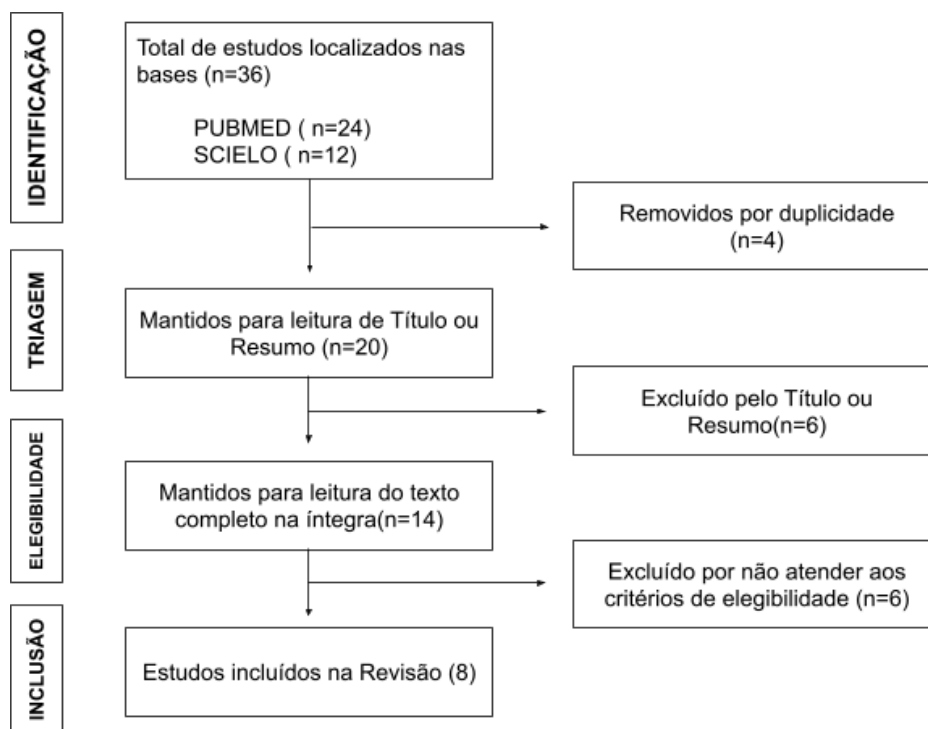 IDENTIFICAÇÃO
Total de estudos localizados nas
bases (n=36)
PUBMED ( n=24)
SCIELO ( n=12)
Removidos por duplicidade
(n=4)
TRIAGEM
Mantidos para leitura de Título ou
Resumo (n=20)
Excluído pelo Título ou
Resumo(n=6)
ELEGIBILIDADE
Mantidos para leitura do texto
completo na íntegra(n=14)
Excluído por não atender aos
critérios de elegibilidade (n=6)
INCLUSÃO
Estudos incluídos na Revisão (8)